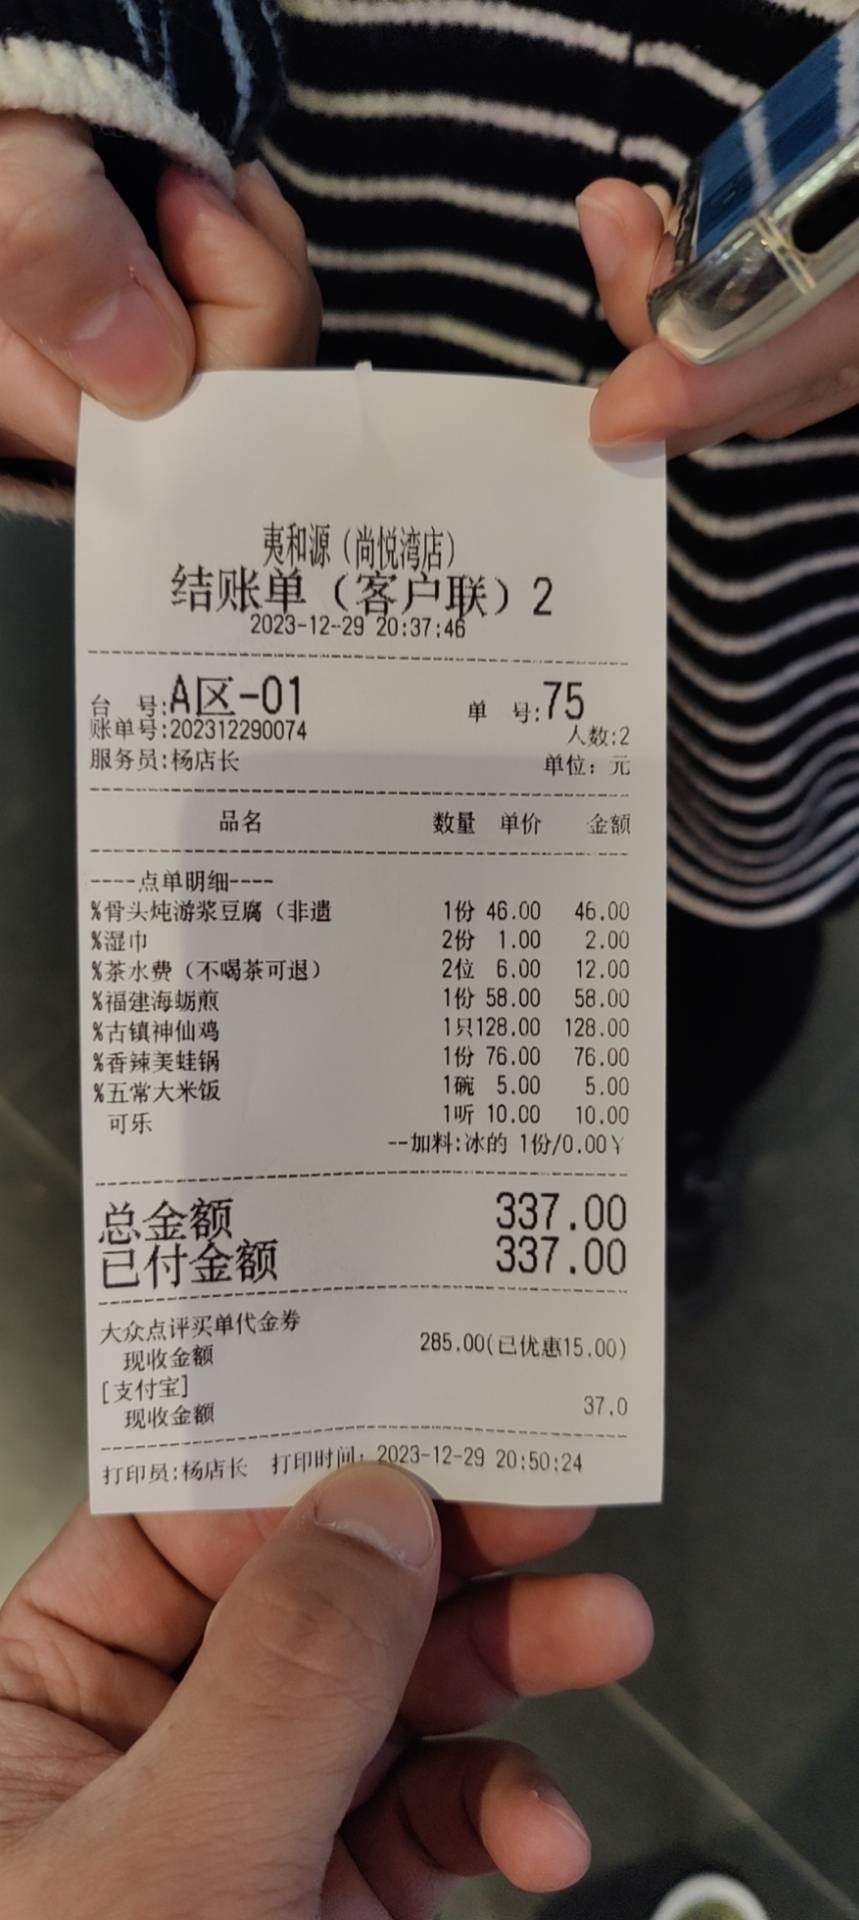 夷和源（尚悦湾店）
结账单（客户联）2
2023-12-29 20:37:46
台 号:A区-01 单 号:75
账单号:202312290074 人数:2
服务员:杨店长 单位: 元
品名 数量 单价 金额
----点单明细----
%骨头炖游浆豆腐（非遗 1份 46.00 46.00
%湿巾 2份 1.00 2.00
%茶水费（不喝茶可退） 2位 6.00 12.00
%福建海蛎煎 1份 58.00 58.00
%古镇神仙鸡 1只128.00 128.00
%香辣美蛙锅 1份 76.00 76.00
%五常大米饭 1碗 5.00 5.00
可乐 1听 10.00 10.00
--加料:冰的 1份/0.00¥
总金额 337.00
已付金额 337.00
大众点评买单代金券
现收金额 285.00(已优惠15.00)
[支付宝]
现收金额 37.0
打印员:杨店长 打印时间: 2023-12-29 20:50:24